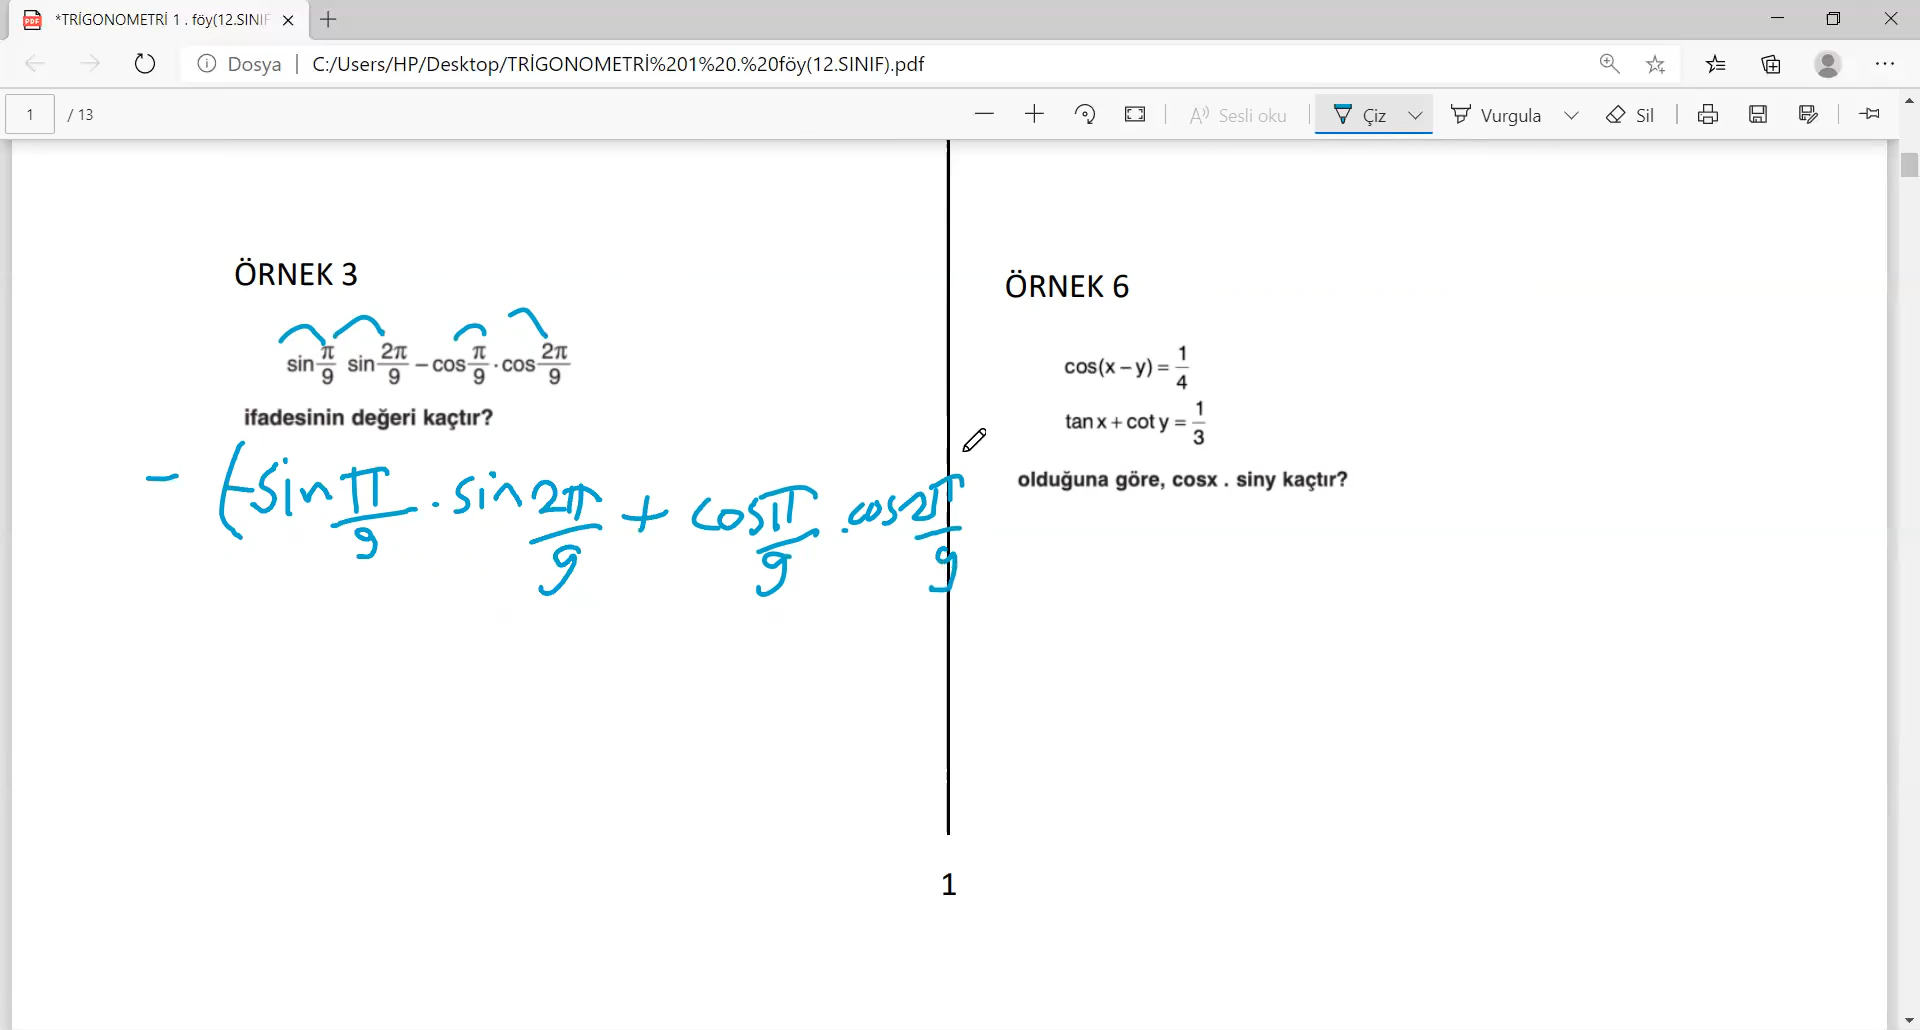 *TRİGONOMETRİ 1 . föy(12.SINIF
Dosya | C:/Users/HP/Desktop/TRİGONOMETRİ%201%20.%20föy(12.SINIF).pdf
1 / 13
Sesli oku Çiz Vurgula Sil
ÖRNEK 3
sin π/9 sin 2π/9 − cos π/9 · cos 2π/9
ifadesinin değeri kaçtır?
− (−sin π/9 . sin 2π/9 + cos π/9 . cos 2π/9
ÖRNEK 6
cos(x − y) = 1/4
tan x + cot y = 1/3
olduğuna göre, cosx . siny kaçtır?
1